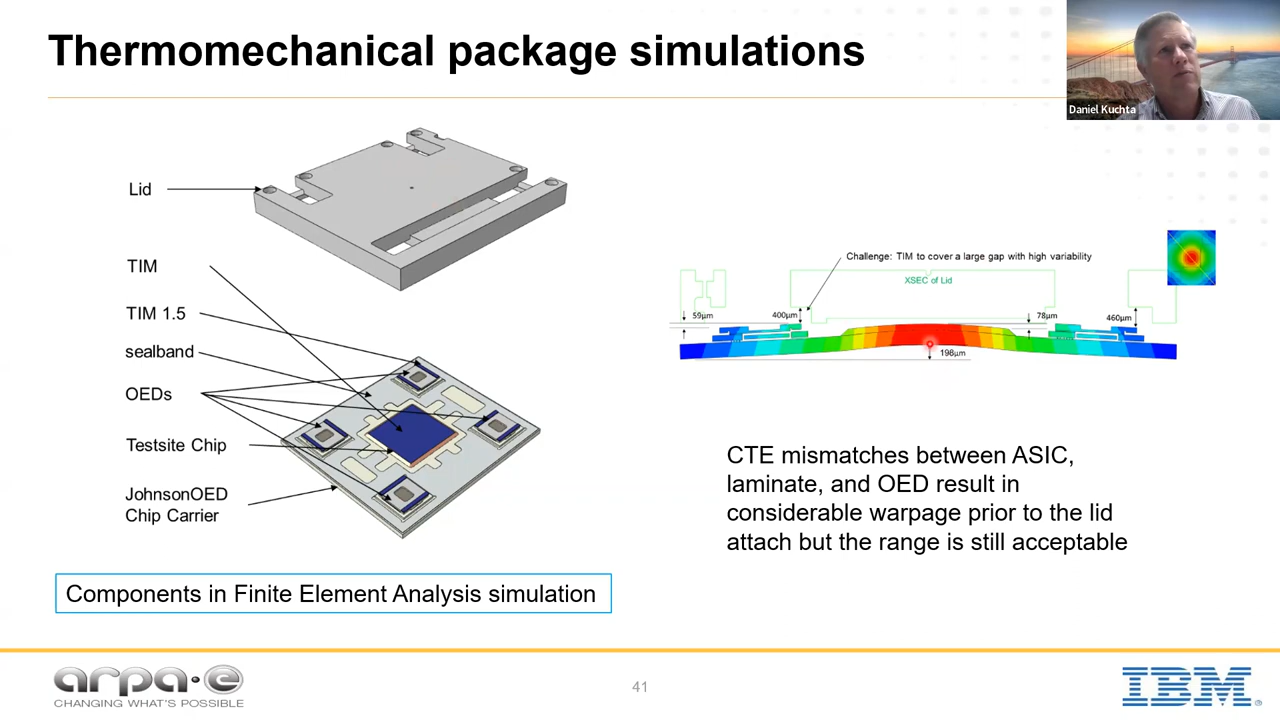 Thermomechanical package simulations
Daniel Kuchta
Lid
TIM
TIM 1.5
sealband
OEDs
Testsite Chip
JohnsonOED
Chip Carrier
Components in Finite Element Analysis simulation
Challenge: TIM to cover a large gap with high variability
XSEC of Lid
59µm
400µm
78µm
460µm
198µm
CTE mismatches between ASIC,
laminate, and OED result in
considerable warpage prior to the lid
attach but the range is still acceptable
arpa·e
CHANGING WHAT'S POSSIBLE
41
IBM®